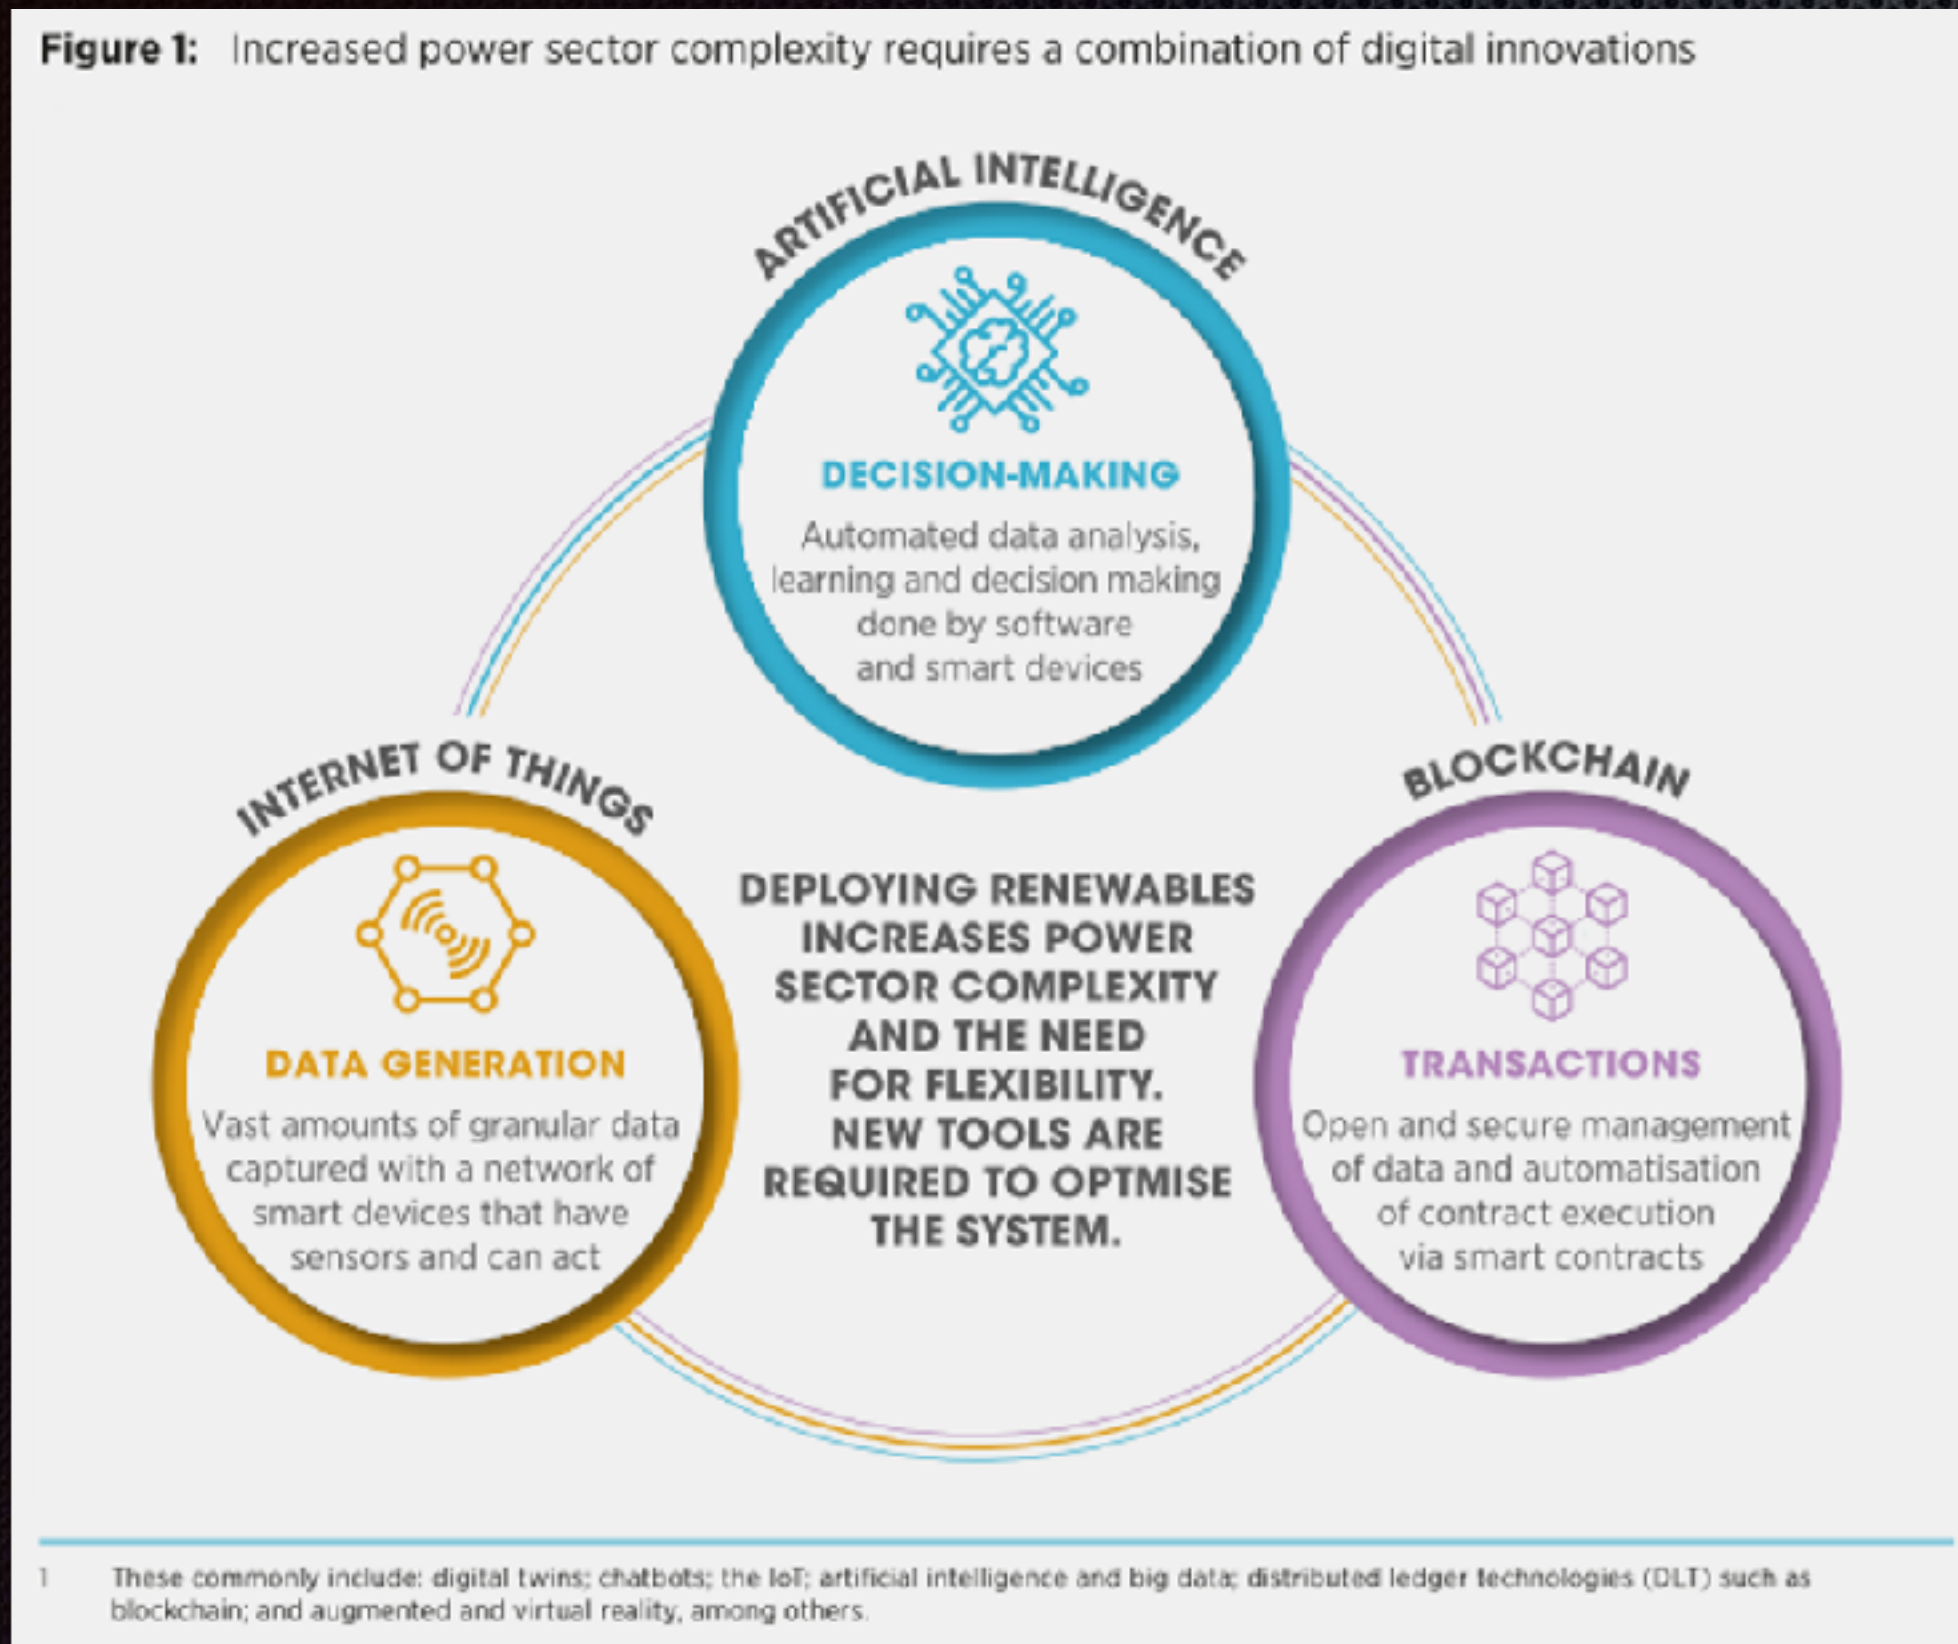 Figure 1: Increased power sector complexity requires a combination of digital innovations
ARTIFICIAL INTELLIGENCE
DECISION-MAKING
Automated data analysis,
learning and decision making
done by software
and smart devices
INTERNET OF THINGS
DATA GENERATION
Vast amounts of granular data
captured with a network of
smart devices that have
sensors and can act
DEPLOYING RENEWABLES
INCREASES POWER
SECTOR COMPLEXITY
AND THE NEED
FOR FLEXIBILITY.
NEW TOOLS ARE
REQUIRED TO OPTMISE
THE SYSTEM.
BLOCKCHAIN
TRANSACTIONS
Open and secure management
of data and automatisation
of contract execution
via smart contracts
1 These commonly include: digital twins; chatbots; the IoT; artificial intelligence and big data; distributed ledger technologies (DLT) such as
blockchain; and augmented and virtual reality, among others.